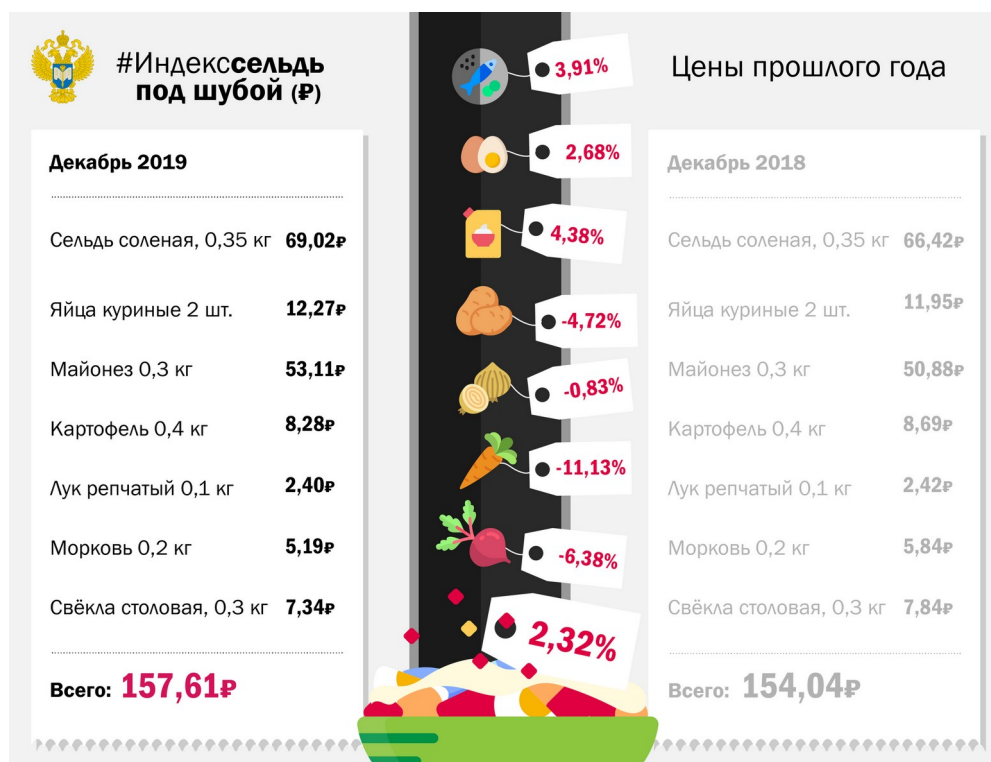 #Индекссельдь
под шубой (₽)
Декабрь 2019
Сельдь соленая, 0,35 кг 69,02₽
Яйца куриные 2 шт. 12,27₽
Майонез 0,3 кг 53,11₽
Картофель 0,4 кг 8,28₽
Лук репчатый 0,1 кг 2,40₽
Морковь 0,2 кг 5,19₽
Свёкла столовая, 0,3 кг 7,34₽
Всего: 157,61₽
3,91%
2,68%
4,38%
-4,72%
-0,83%
-11,13%
-6,38%
2,32%
Цены прошлого года
Декабрь 2018
Сельдь соленая, 0,35 кг 66,42₽
Яйца куриные 2 шт. 11,95₽
Майонез 0,3 кг 50,88₽
Картофель 0,4 кг 8,69₽
Лук репчатый 0,1 кг 2,42₽
Морковь 0,2 кг 5,84₽
Свёкла столовая, 0,3 кг 7,84₽
Всего: 154,04₽